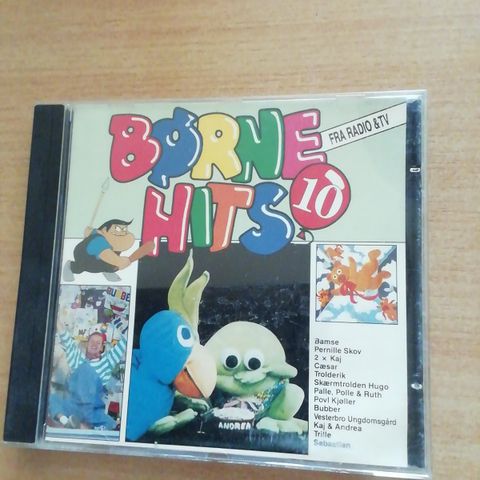 BØRNE
HITS 10
FRA RADIO & TV
ANDREA
Bamse
Pernille Skov
2 x Kaj
Cæsar
Trolderik
Skærmtrolden Hugo
Palle, Polle & Ruth
Povl Kjøller
Bubber
Vesterbro Ungdomsgård
Kaj & Andrea
Trille
Sebastian